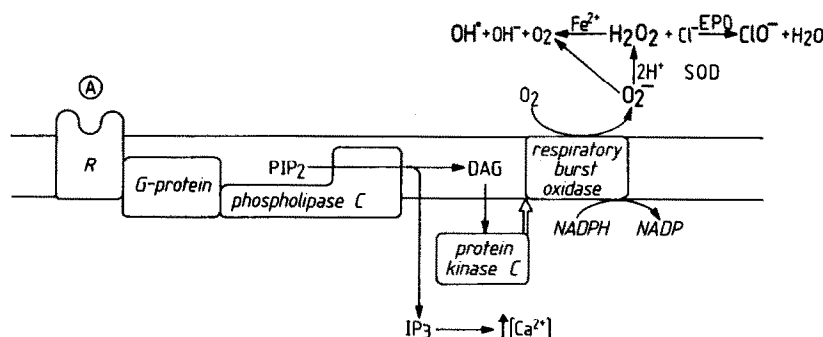 OH• + OH⁻ + O₂ Fe²⁺ H₂O₂ + Cl⁻ EPO ClO⁻ + H₂O
2H⁺ SOD
O₂ O₂⁻
A
R
G-protein
PIP₂
phospholipase C
DAG
respiratory
burst
oxidase
NADPH NADP
protein
kinase C
IP₃ ↑[Ca²⁺]